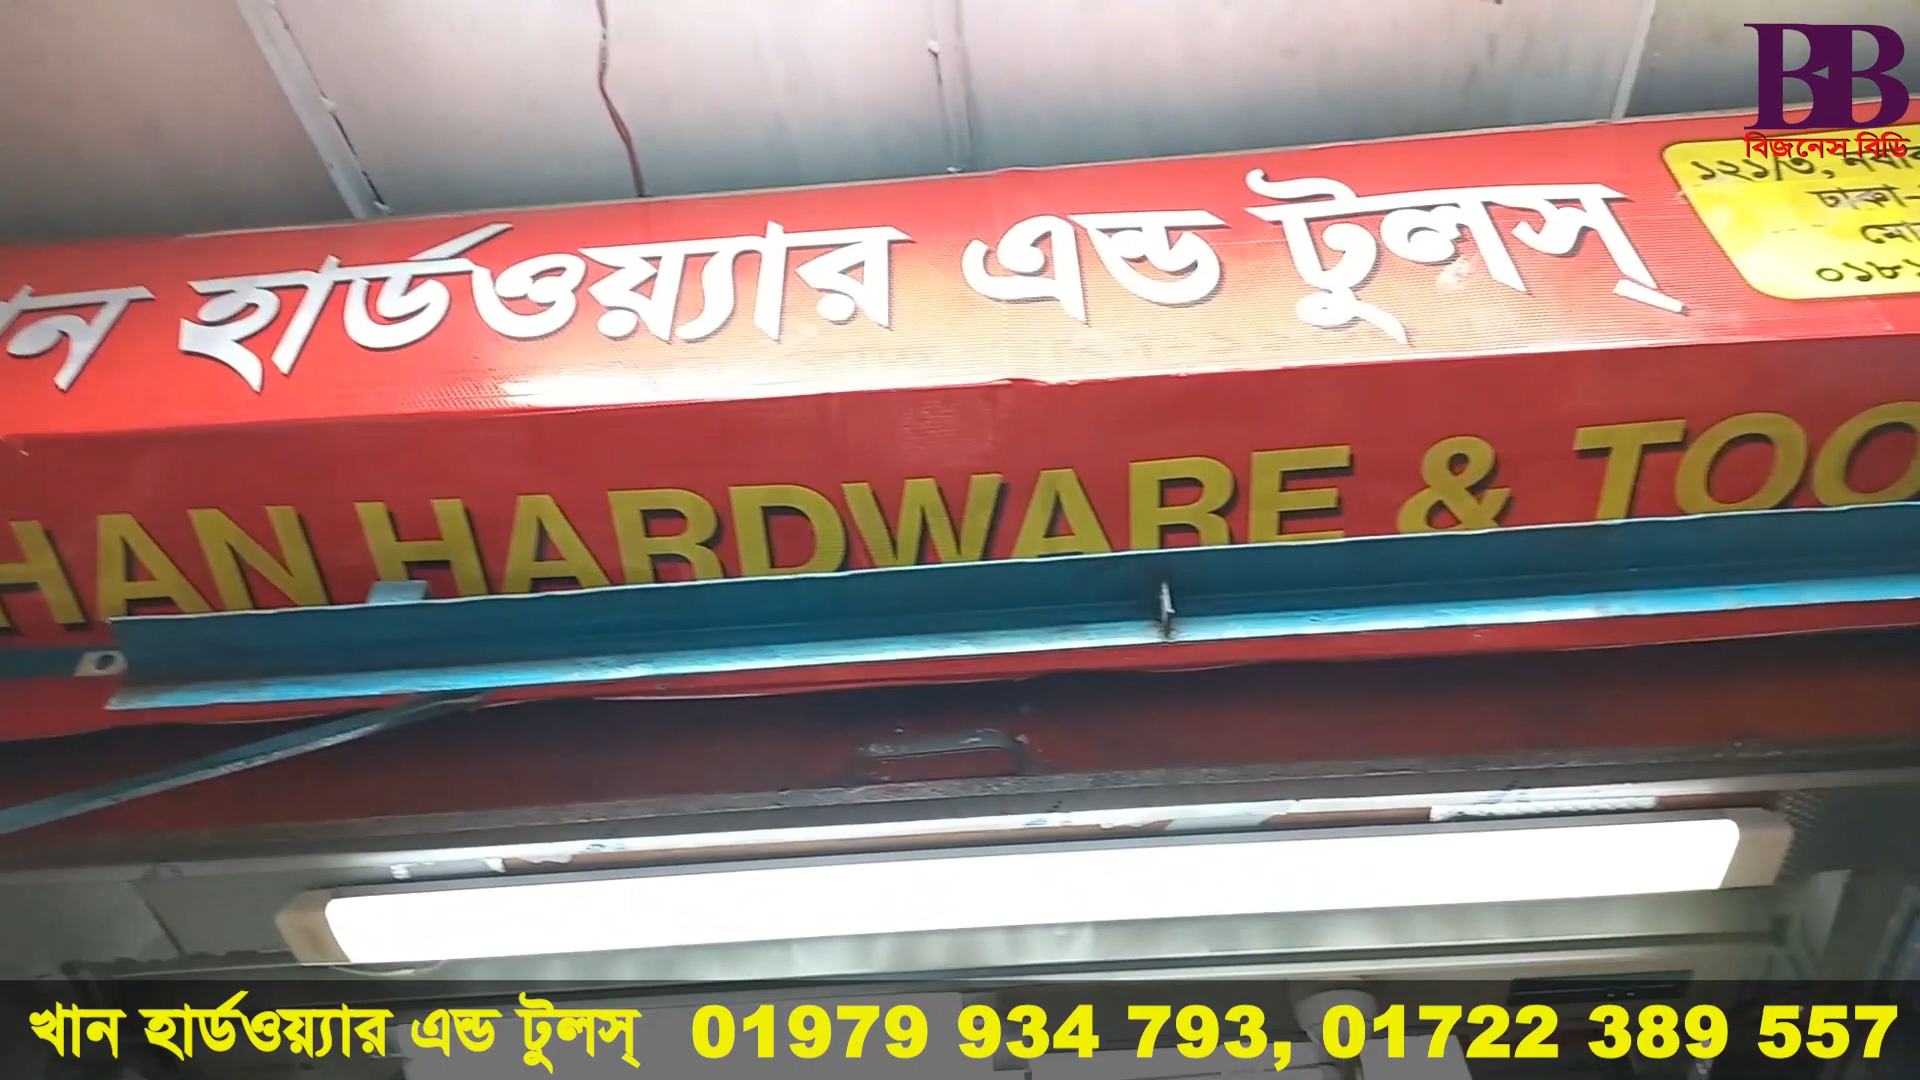 BB
বিজনেস বিডি
খান হার্ডওয়্যার এন্ড টুলস্
ঢাকা-
HAN HARDWARE & TOO
খান হার্ডওয়্যার এন্ড টুলস্ 01979 934 793, 01722 389 557